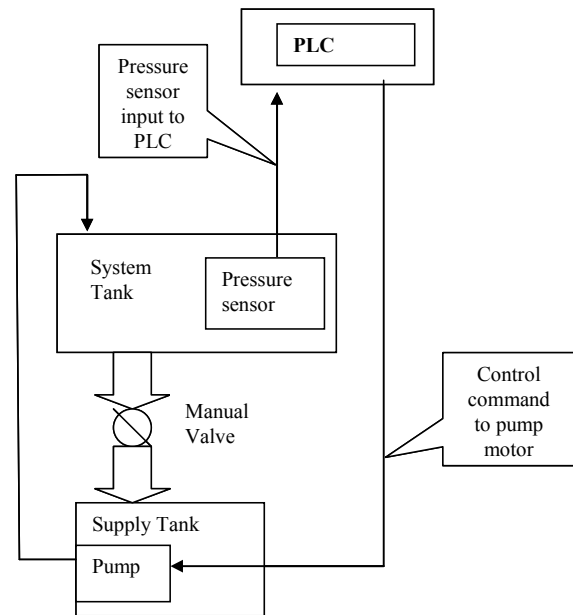 PLC
Pressure
sensor
input to
PLC
System
Tank
Pressure
sensor
Manual
Valve
Control
command
to pump
motor
Supply Tank
Pump